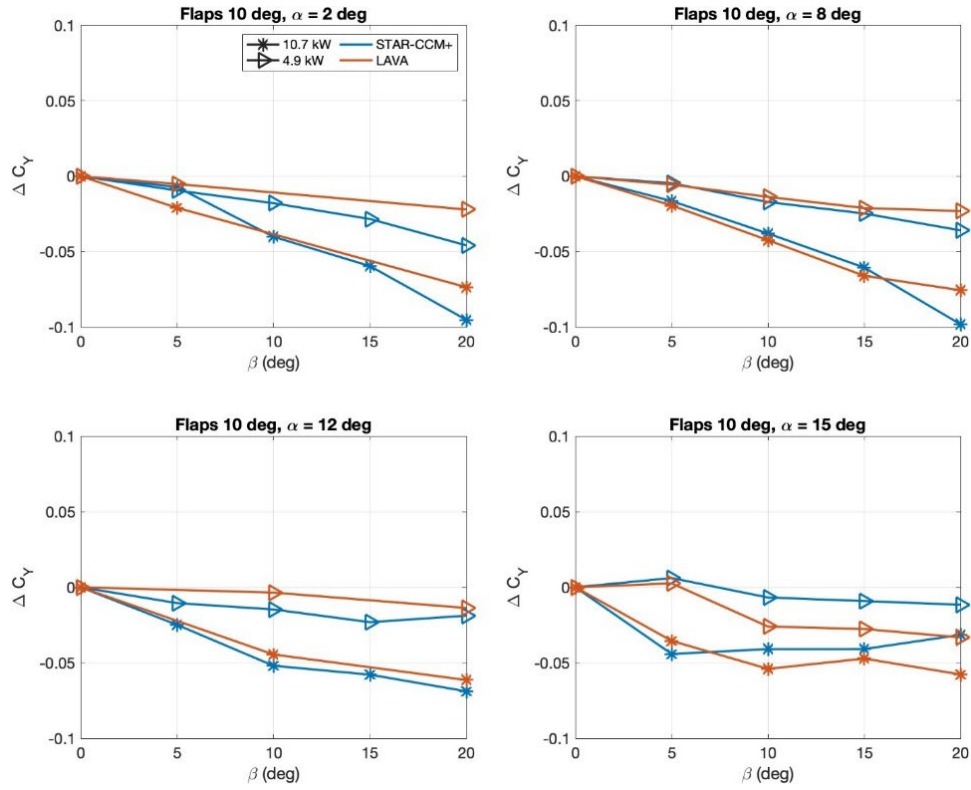 Flaps 10 deg, α = 2 deg
10.7 kW
STAR-CCM+
4.9 kW
LAVA
0.1
0.05
0
-0.05
-0.1
Δ C_Y
0 5 10 15 20
β (deg)
Flaps 10 deg, α = 8 deg
0.1
0.05
0
-0.05
-0.1
Δ C_Y
0 5 10 15 20
β (deg)
Flaps 10 deg, α = 12 deg
0.1
0.05
0
-0.05
-0.1
Δ C_Y
0 5 10 15 20
β (deg)
Flaps 10 deg, α = 15 deg
0.1
0.05
0
-0.05
-0.1
Δ C_Y
0 5 10 15 20
β (deg)